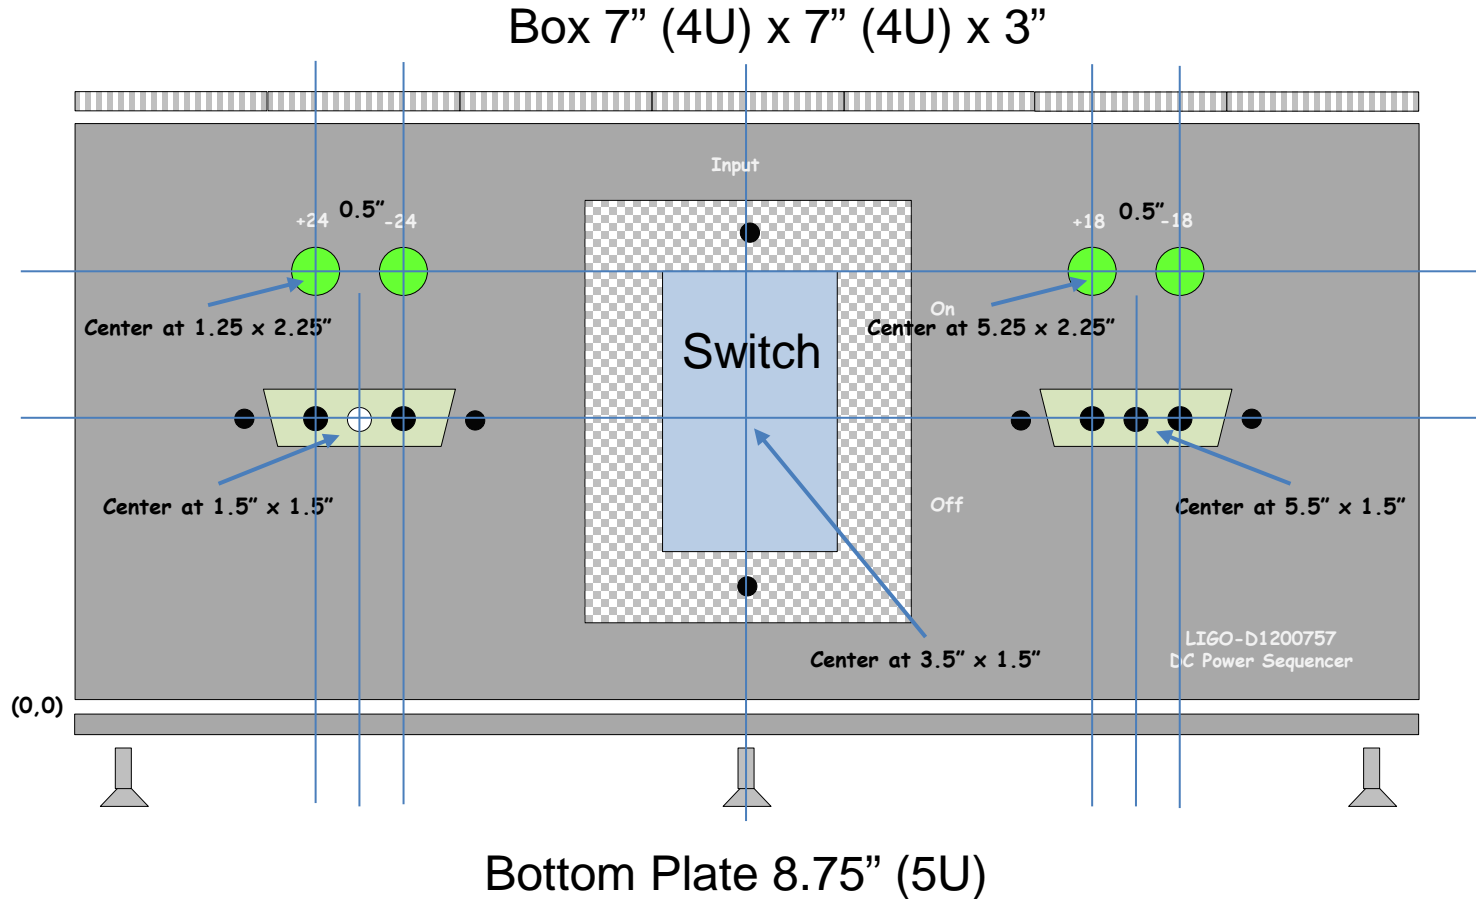 Box 7” (4U) x 7” (4U) x 3”
Input
+24 0.5” -24
+18 0.5” -18
On
Center at 1.25 x 2.25”
Center at 5.25 x 2.25”
Switch
Center at 1.5” x 1.5”
Off
Center at 5.5” x 1.5”
LIGO-D1200757
Center at 3.5” x 1.5”
DC Power Sequencer
(0,0)
Bottom Plate 8.75” (5U)